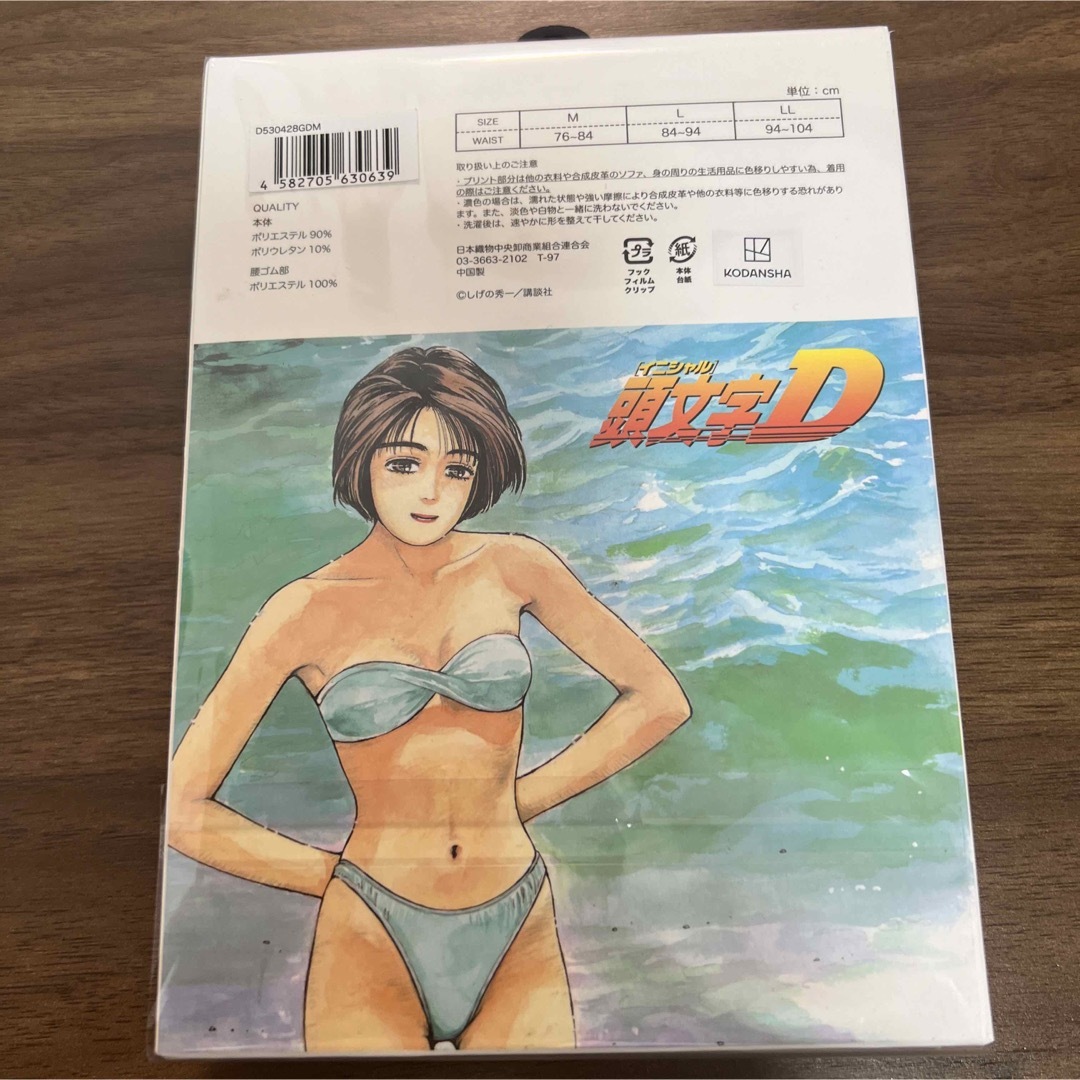 D530428GDM
4 582705 630639
QUALITY
本体
ポリエステル 90%
ポリウレタン 10%
腰ゴム部
ポリエステル 100%
単位：cm
SIZE M L LL
WAIST 76~84 84~94 94~104
取り扱い上のご注意
・プリント部分は他の衣料や合成皮革のソファ、身の周りの生活用品に色移りしやすい為、着用
の際はご注意ください。
・濃色の場合は、濡れた状態や強い摩擦により合成皮革や他の衣料等に色移りする恐れがあり
ます。また、淡色や白物と一緒に洗わないでください。
・洗濯後は、速やかに形を整えて干してください。
日本織物中央卸商業組合連合会
03-3663-2102 T-97
中国製
©しげの秀一／講談社
プラ
フック
フィルム
クリップ
紙
本体
台紙
KODANSHA
[イニシャル]
頭文字D